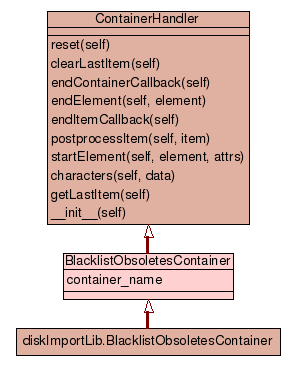 ContainerHandler
reset(self)
clearLastItem(self)
endContainerCallback(self)
endElement(self, element)
endItemCallback(self)
postprocessItem(self, item)
startElement(self, element, attrs)
characters(self, data)
getLastItem(self)
__init__(self)
BlacklistObsoletesContainer
container_name
diskImportLib.BlacklistObsoletesContainer